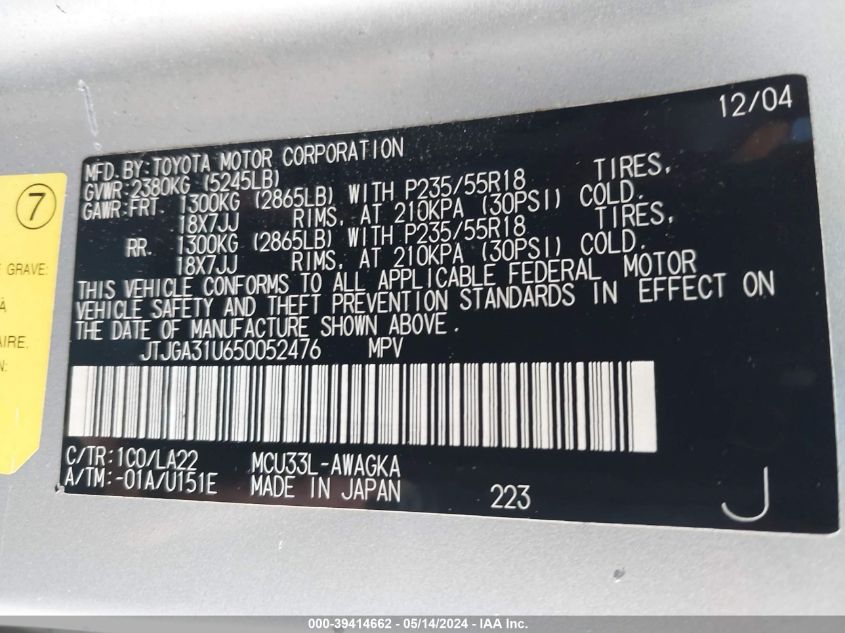 12/04
MFD. BY: TOYOTA MOTOR CORPORATION
GVWR: 2380KG (5245LB)
GAWR: FRT. 1300KG (2865LB) WITH P235/55R18 TIRES,
18X7JJ RIMS, AT 210KPA (30PSI) COLD.
RR. 1300KG (2865LB) WITH P235/55R18 TIRES,
18X7JJ RIMS, AT 210KPA (30PSI) COLD.
THIS VEHICLE CONFORMS TO ALL APPLICABLE FEDERAL MOTOR
VEHICLE SAFETY AND THEFT PREVENTION STANDARDS IN EFFECT ON
THE DATE OF MANUFACTURE SHOWN ABOVE.
JTJGA31U650052476 MPV
C/TR: 1C0/LA22 MCU33L-AWAGKA
A/TM: -01A/U151E MADE IN JAPAN 223 J
7
GRAVE:
À
AIRE.
N:
000-39414662 - 05/14/2024 - IAA Inc.